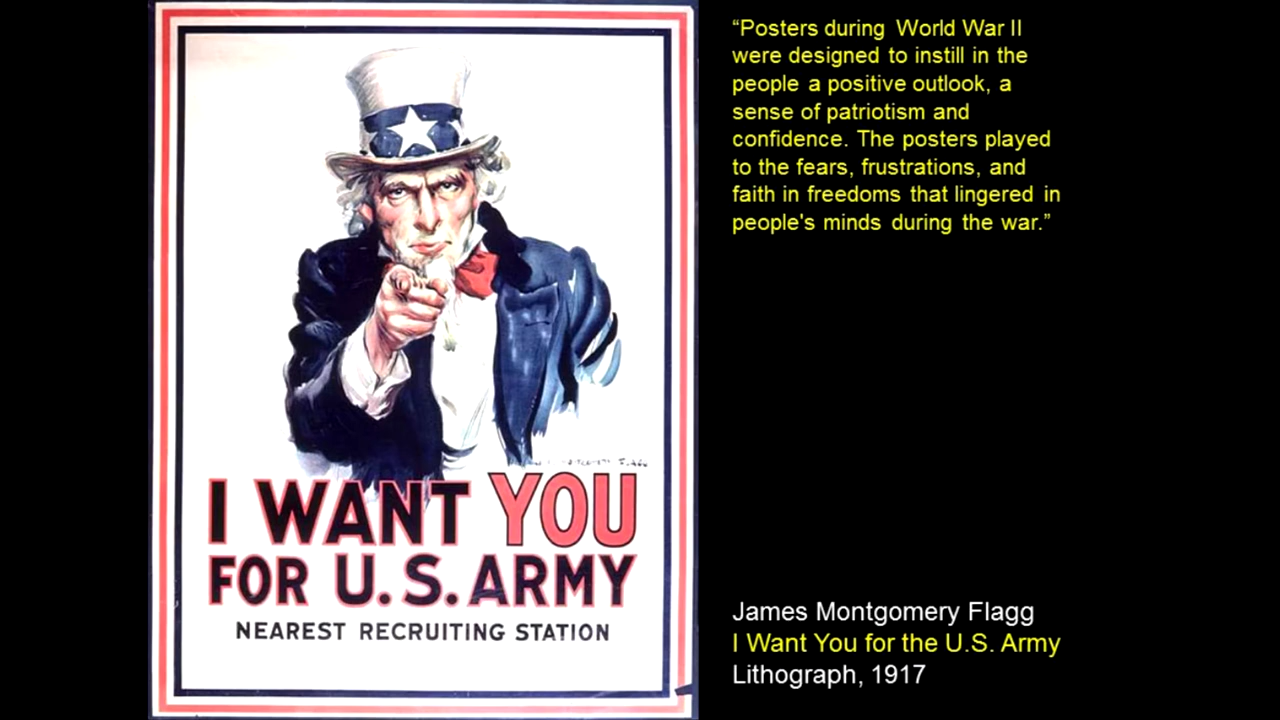 I WANT YOU
FOR U.S. ARMY
NEAREST RECRUITING STATION
“Posters during World War II
were designed to instill in the
people a positive outlook, a
sense of patriotism and
confidence. The posters played
to the fears, frustrations, and
faith in freedoms that lingered in
people's minds during the war.”
James Montgomery Flagg
I Want You for the U.S. Army
Lithograph, 1917